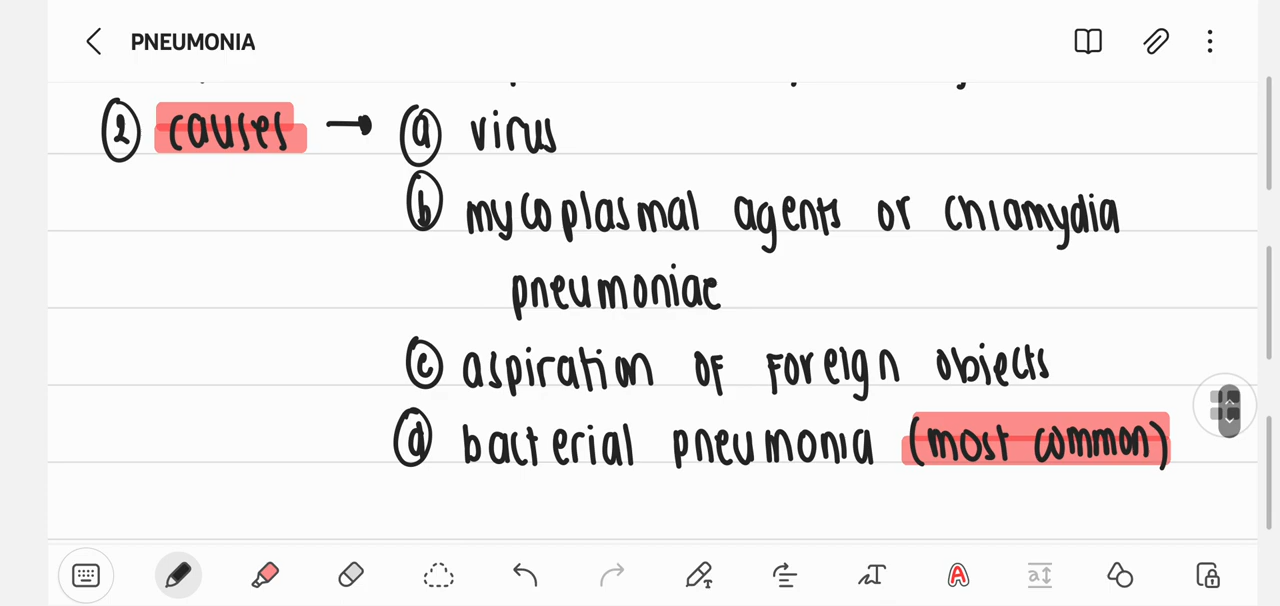 PNEUMONIA
② causes → ⓐ virus
ⓑ mycoplasmal agents or chlamydia
pneumoniae
ⓒ aspiration of foreign objects
ⓓ bacterial pneumonia (most common)